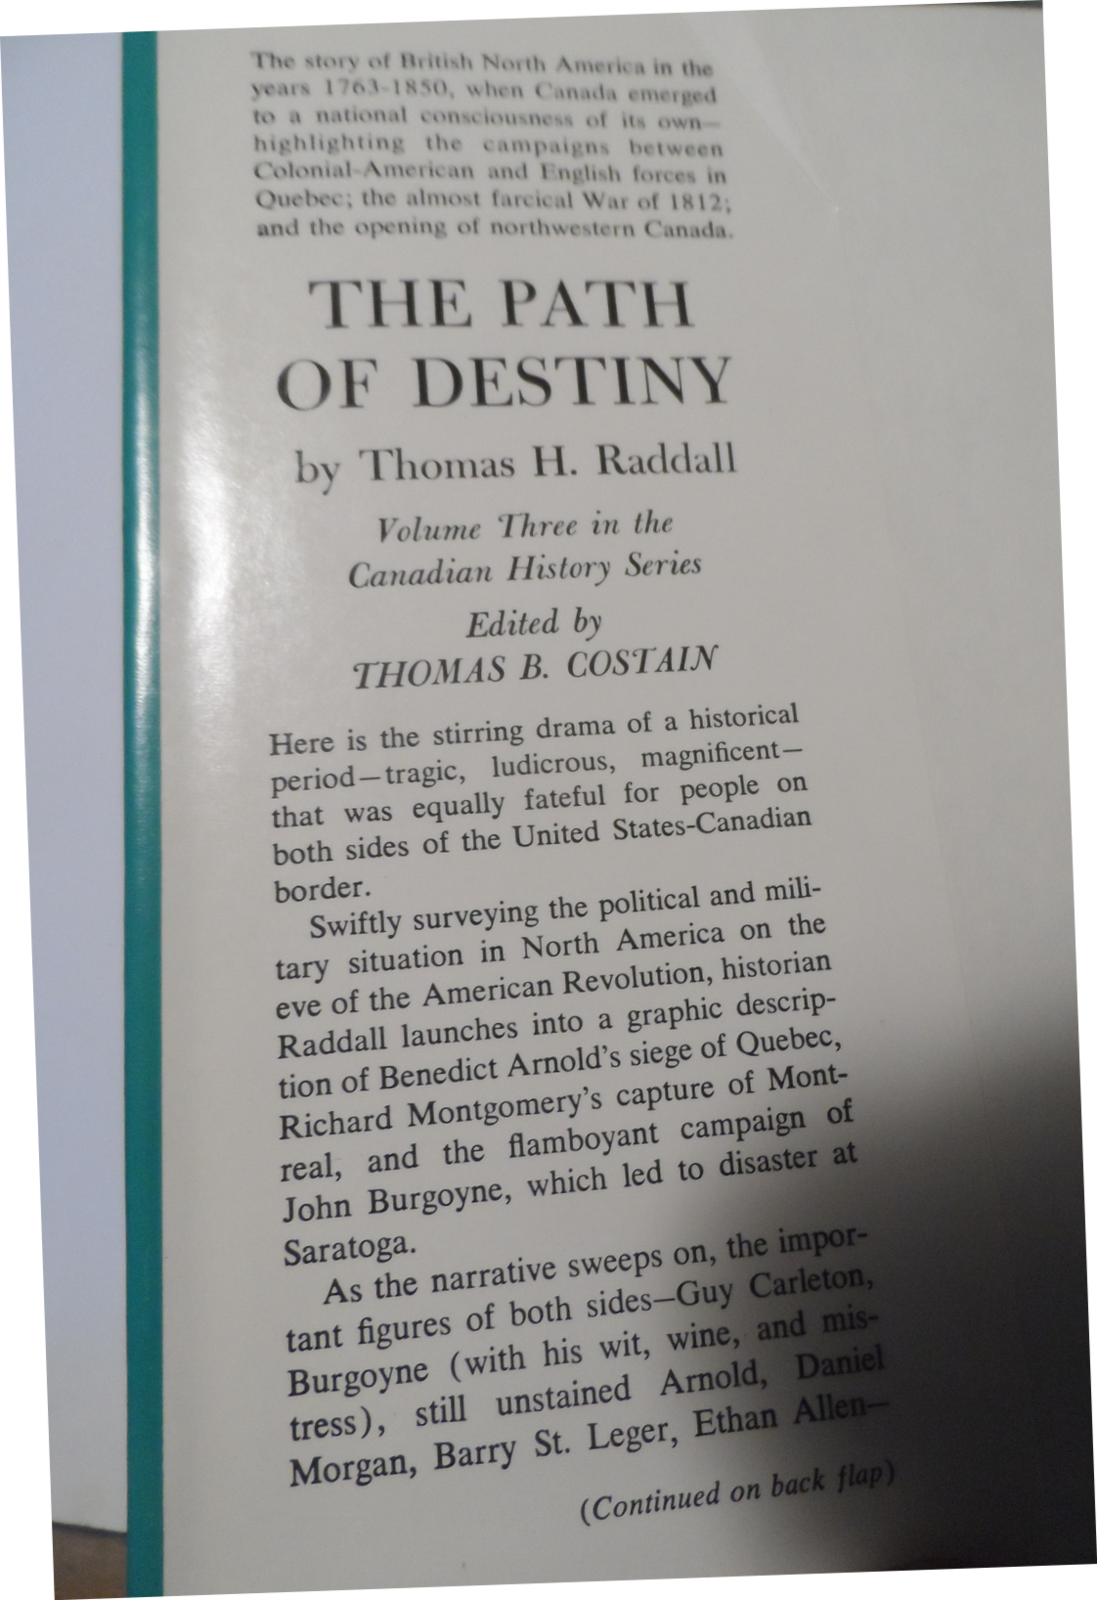 The story of British North America in the
years 1763-1850, when Canada emerged
to a national consciousness of its own—
highlighting the campaigns between
Colonial-American and English forces in
Quebec; the almost farcical War of 1812;
and the opening of northwestern Canada.
THE PATH
OF DESTINY
by Thomas H. Raddall
Volume Three in the
Canadian History Series
Edited by
THOMAS B. COSTAIN
Here is the stirring drama of a historical
period—tragic, ludicrous, magnificent—
that was equally fateful for people on
both sides of the United States-Canadian
border.
Swiftly surveying the political and mili-
tary situation in North America on the
eve of the American Revolution, historian
Raddall launches into a graphic descrip-
tion of Benedict Arnold's siege of Quebec,
Richard Montgomery's capture of Mont-
real, and the flamboyant campaign of
John Burgoyne, which led to disaster at
Saratoga.
As the narrative sweeps on, the impor-
tant figures of both sides—Guy Carleton,
Burgoyne (with his wit, wine, and mis-
tress), still unstained Arnold, Daniel
Morgan, Barry St. Leger, Ethan Allen—
(Continued on back flap)